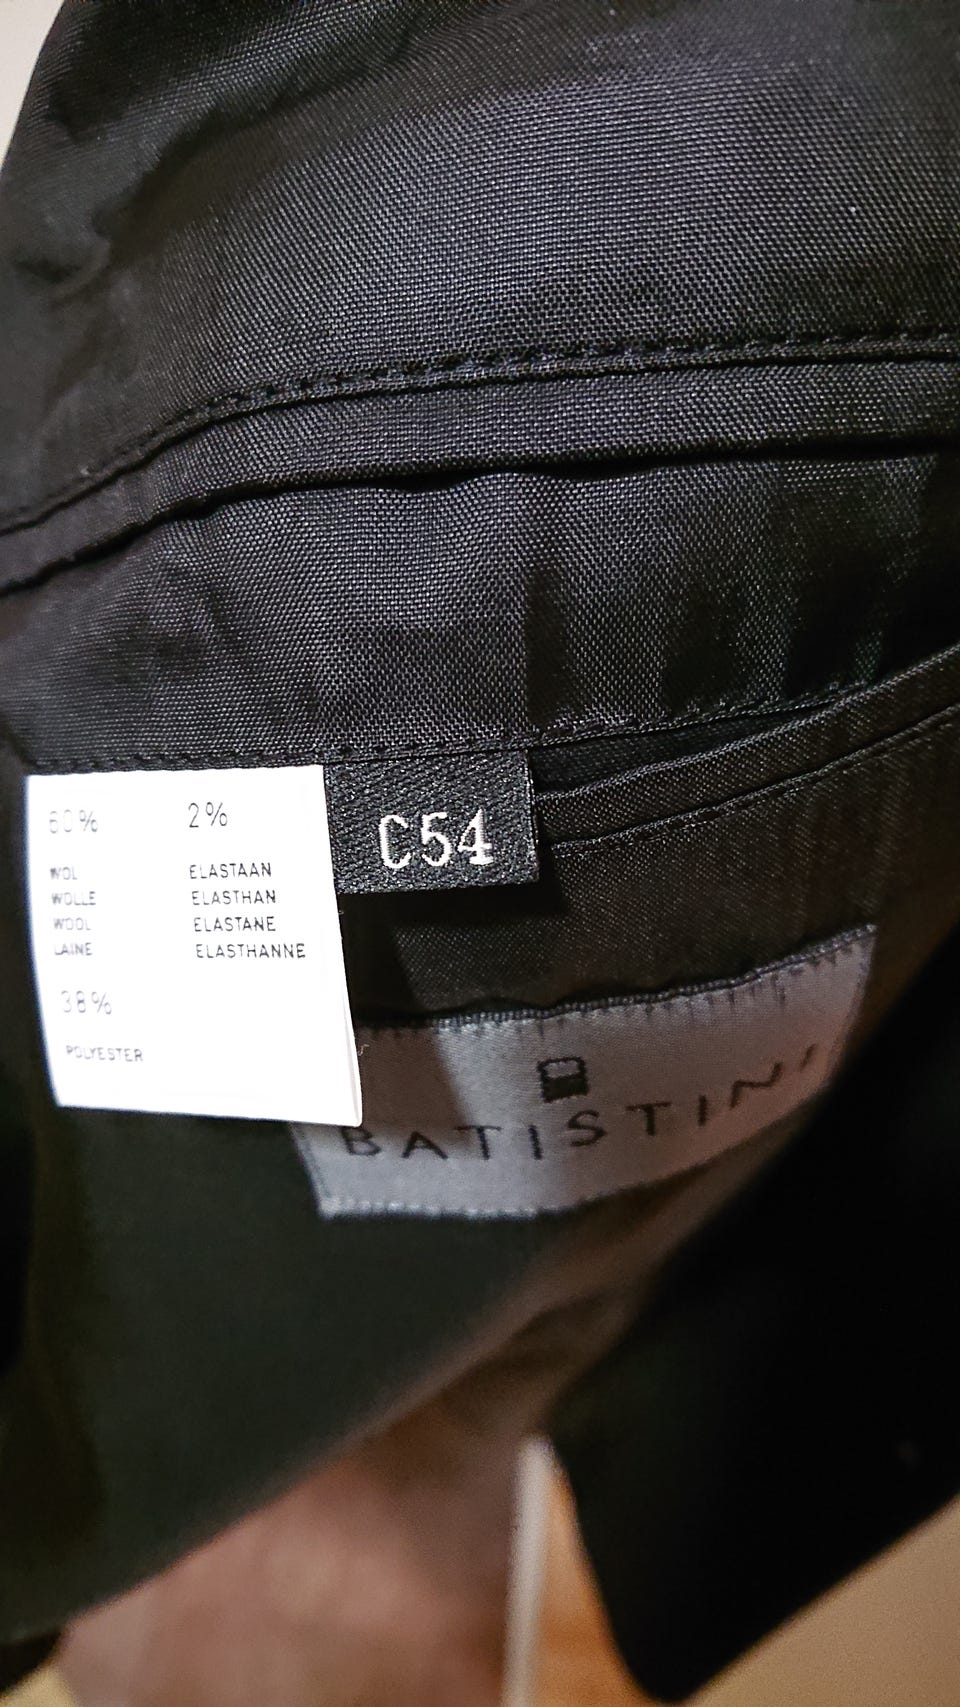 60% 2%
WOL ELASTAAN
WOLLE ELASTHAN
WOOL ELASTANE
LAINE ELASTHANNE
38%
POLYESTER
C54
BATISTINI